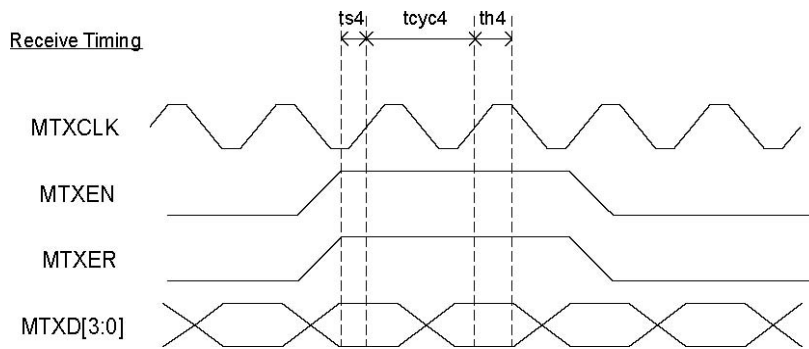 ts4 tcyc4 th4
Receive Timing
MTXCLK
MTXEN
MTXER
MTXD[3:0]